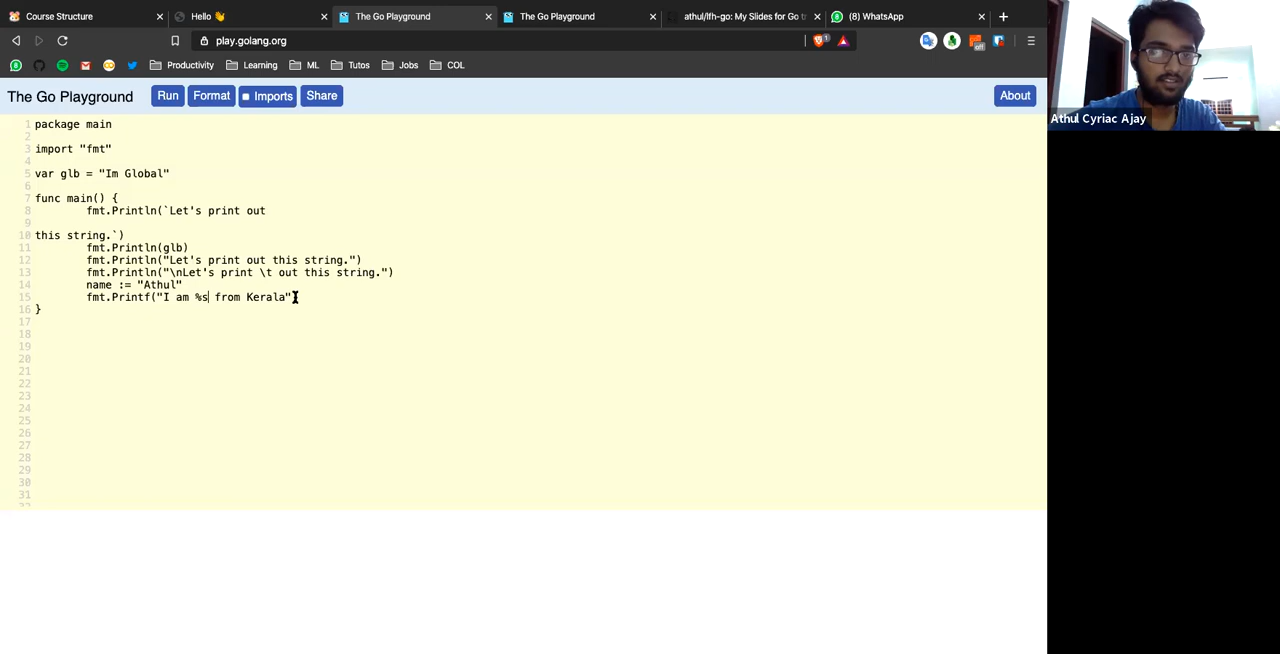 Course Structure
Hello 👋
The Go Playground
The Go Playground
athul/lfh-go: My Slides for Go t
(8) WhatsApp
play.golang.org
1
off
Productivity
Learning
ML
Tutos
Jobs
COL
The Go Playground
Run
Format
Imports
Share
About
Athul Cyriac Ajay
1 package main
2
3 import "fmt"
4
5 var glb = "Im Global"
6
7 func main() {
8 fmt.Println(`Let's print out
9
10 this string.`)
11 fmt.Println(glb)
12 fmt.Println("Let's print out this string.")
13 fmt.Println("\nLet's print \t out this string.")
14 name := "Athul"
15 fmt.Printf("I am %s from Kerala"
16 }
17
18
19
20
21
22
23
24
25
26
27
28
29
30
31
32